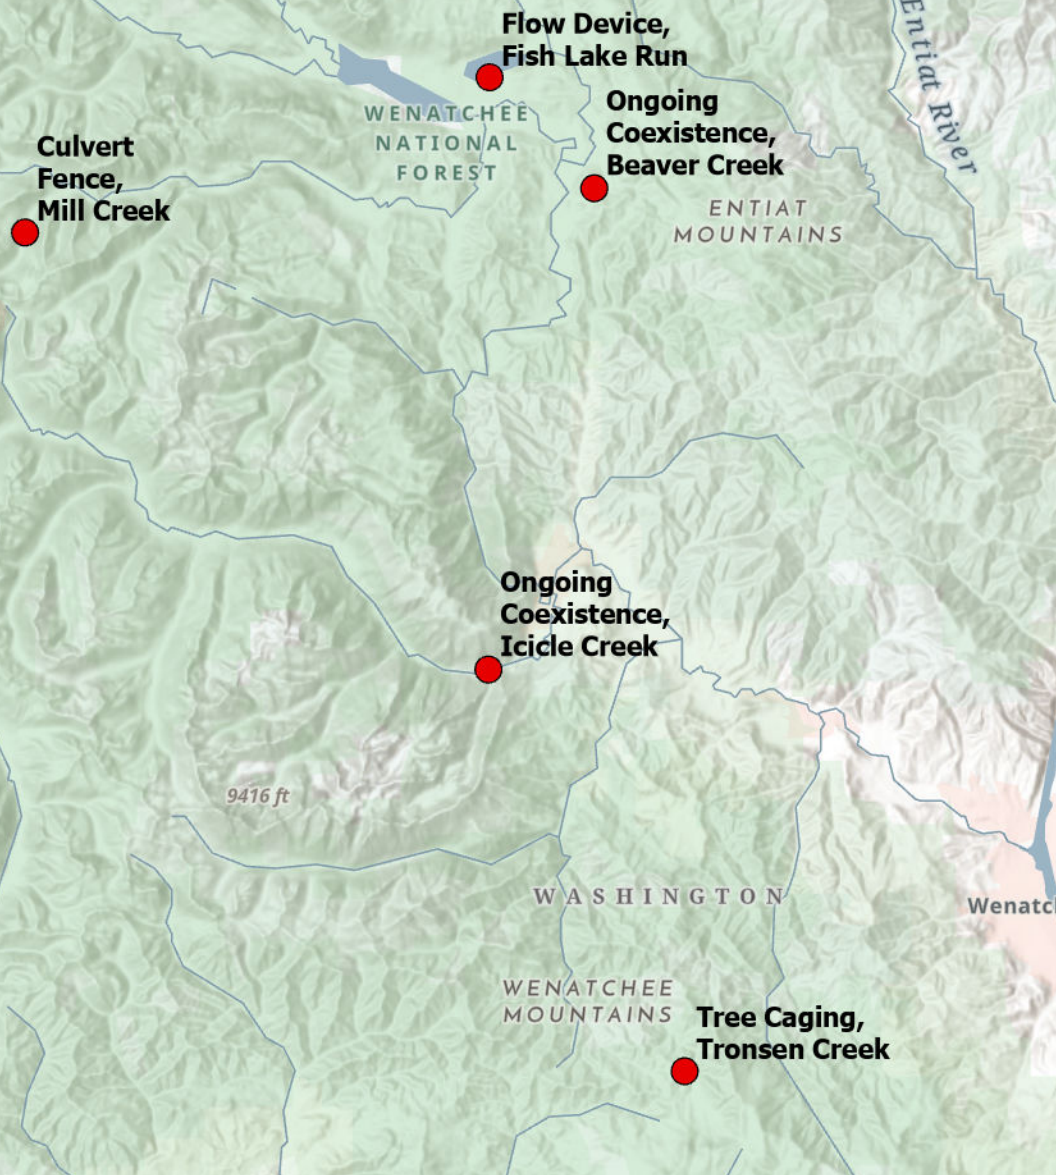 Flow Device,
Fish Lake Run
Entiat River
Ongoing
Coexistence,
Beaver Creek
WENATCHEE
NATIONAL
FOREST
Culvert
Fence,
Mill Creek
ENTIAT
MOUNTAINS
Ongoing
Coexistence,
Icicle Creek
9416 ft
WASHINGTON
Wenatc
WENATCHEE
MOUNTAINS
Tree Caging,
Tronsen Creek